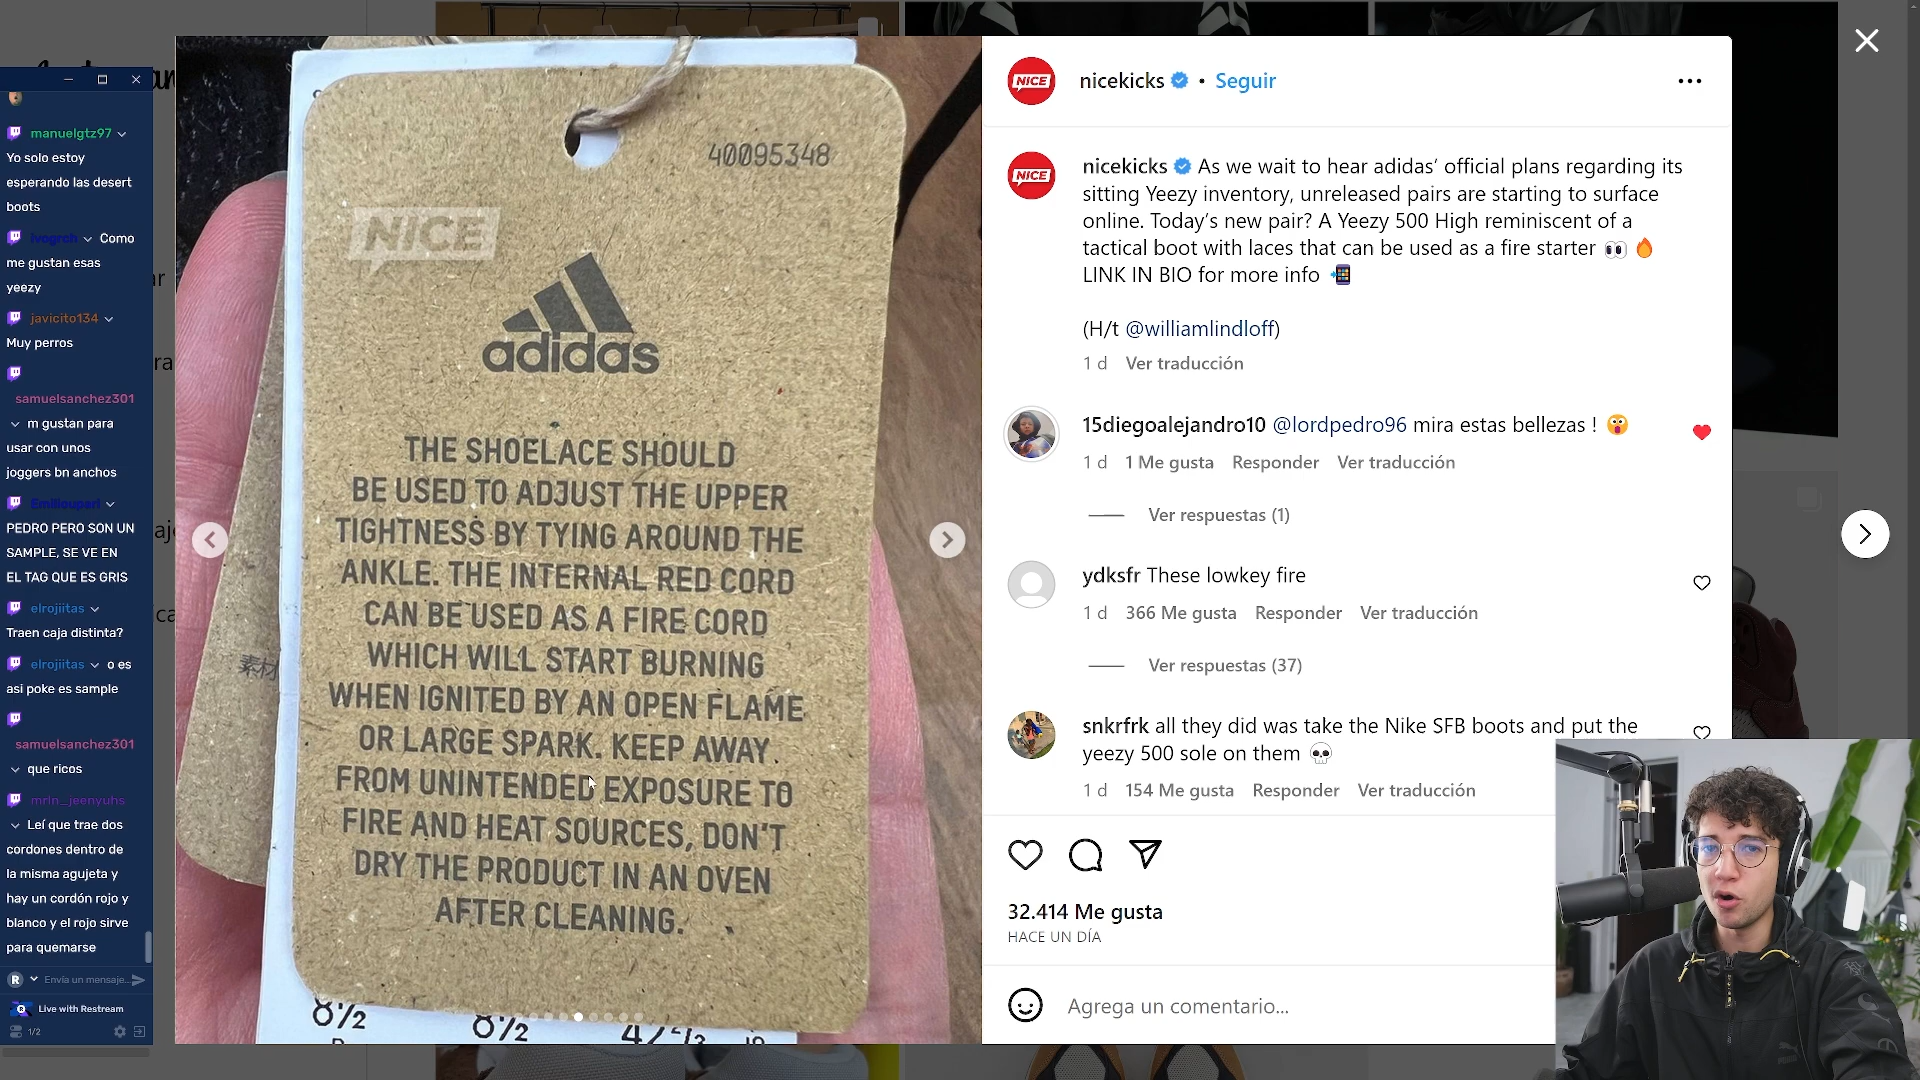 manuelgtz97
Yo solo estoy
esperando las desert
boots
Como
me gustan esas
yeezy
javicito134
Muy perros
samuelsanchez301
m gustan para
usar con unos
joggers bn anchos
PEDRO PERO SON UN
SAMPLE, SE VE EN
EL TAG QUE ES GRIS
elrojiitas
Traen caja distinta?
elrojiitas o es
asi poke es sample
samuelsanchez301
que ricos
mrln_jeenyuhs
Leí que trae dos
cordones dentro de
la misma agujeta y
hay un cordón rojo y
blanco y el rojo sirve
para quemarse
R Envía un mensaje...
Live with Restream
1/2
40095348
NICE
adidas
THE SHOELACE SHOULD
BE USED TO ADJUST THE UPPER
TIGHTNESS BY TYING AROUND THE
ANKLE. THE INTERNAL RED CORD
CAN BE USED AS A FIRE CORD
WHICH WILL START BURNING
WHEN IGNITED BY AN OPEN FLAME
OR LARGE SPARK. KEEP AWAY
FROM UNINTENDED EXPOSURE TO
FIRE AND HEAT SOURCES, DON'T
DRY THE PRODUCT IN AN OVEN
AFTER CLEANING.
8½ 8½ 42⅔
NICE nicekicks • Seguir
NICE nicekicks As we wait to hear adidas’ official plans regarding its
sitting Yeezy inventory, unreleased pairs are starting to surface
online. Today’s new pair? A Yeezy 500 High reminiscent of a
tactical boot with laces that can be used as a fire starter 👀 🔥
LINK IN BIO for more info 📲
(H/t @williamlindloff)
1 d Ver traducción
15diegoalejandro10 @lordpedro96 mira estas bellezas ! 😲
1 d 1 Me gusta Responder Ver traducción
Ver respuestas (1)
ydksfr These lowkey fire
1 d 366 Me gusta Responder Ver traducción
Ver respuestas (37)
snkrfrk all they did was take the Nike SFB boots and put the
yeezy 500 sole on them 💀
1 d 154 Me gusta Responder Ver traducción
32.414 Me gusta
HACE UN DÍA
Agrega un comentario...